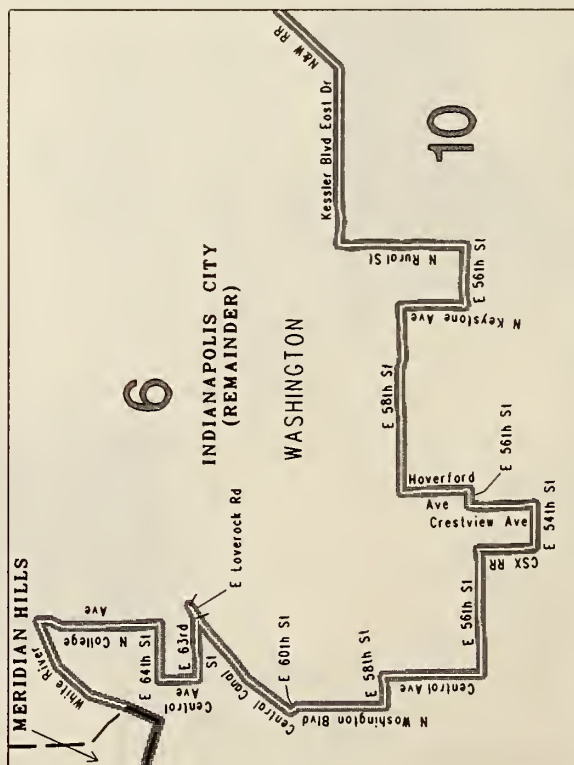 MERIDIAN HILLS
White River
N College
Ave
E 64th St
Central
Ave
E 63rd
St
E Loverock Rd
Central Canal
E 60th St
N Washington Blvd
E 58th St
Central Ave
E 56th St
CSX RR
E 54th St
Crestview Ave
E 56th St
Hoverford
Ave
E 58th St
N Keystone Ave
E 56th St
N Rural St
Kessler Blvd East Dr
N&W RR
6
INDIANAPOLIS CITY
(REMAINDER)
WASHINGTON
10